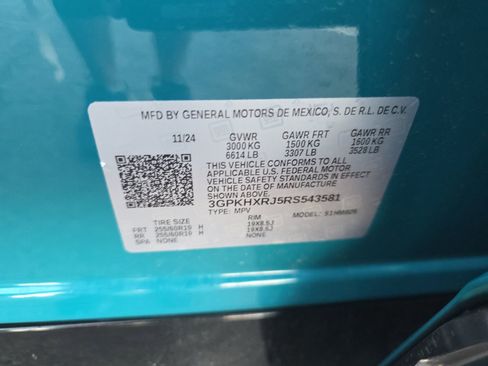 MFD BY GENERAL MOTORS DE MEXICO, S. DE R.L. DE C.V.
11/24 GVWR GAWR FRT GAWR RR
3000 KG 1500 KG 1600 KG
6614 LB 3307 LB 3528 LB
THIS VEHICLE CONFORMS TO ALL
APPLICABLE U.S. FEDERAL MOTOR
VEHICLE SAFETY STANDARDS IN
EFFECT ON THE DATE OF MANUFACTURE
SHOWN ABOVE.
3GPKHXRJ5RS543581
TYPE: MPV MODEL:
TIRE SIZE RIM
FRT 255/60R19 H 19X8.5J
RR 255/60R19 H 19X8.5J
SPA NONE NONE